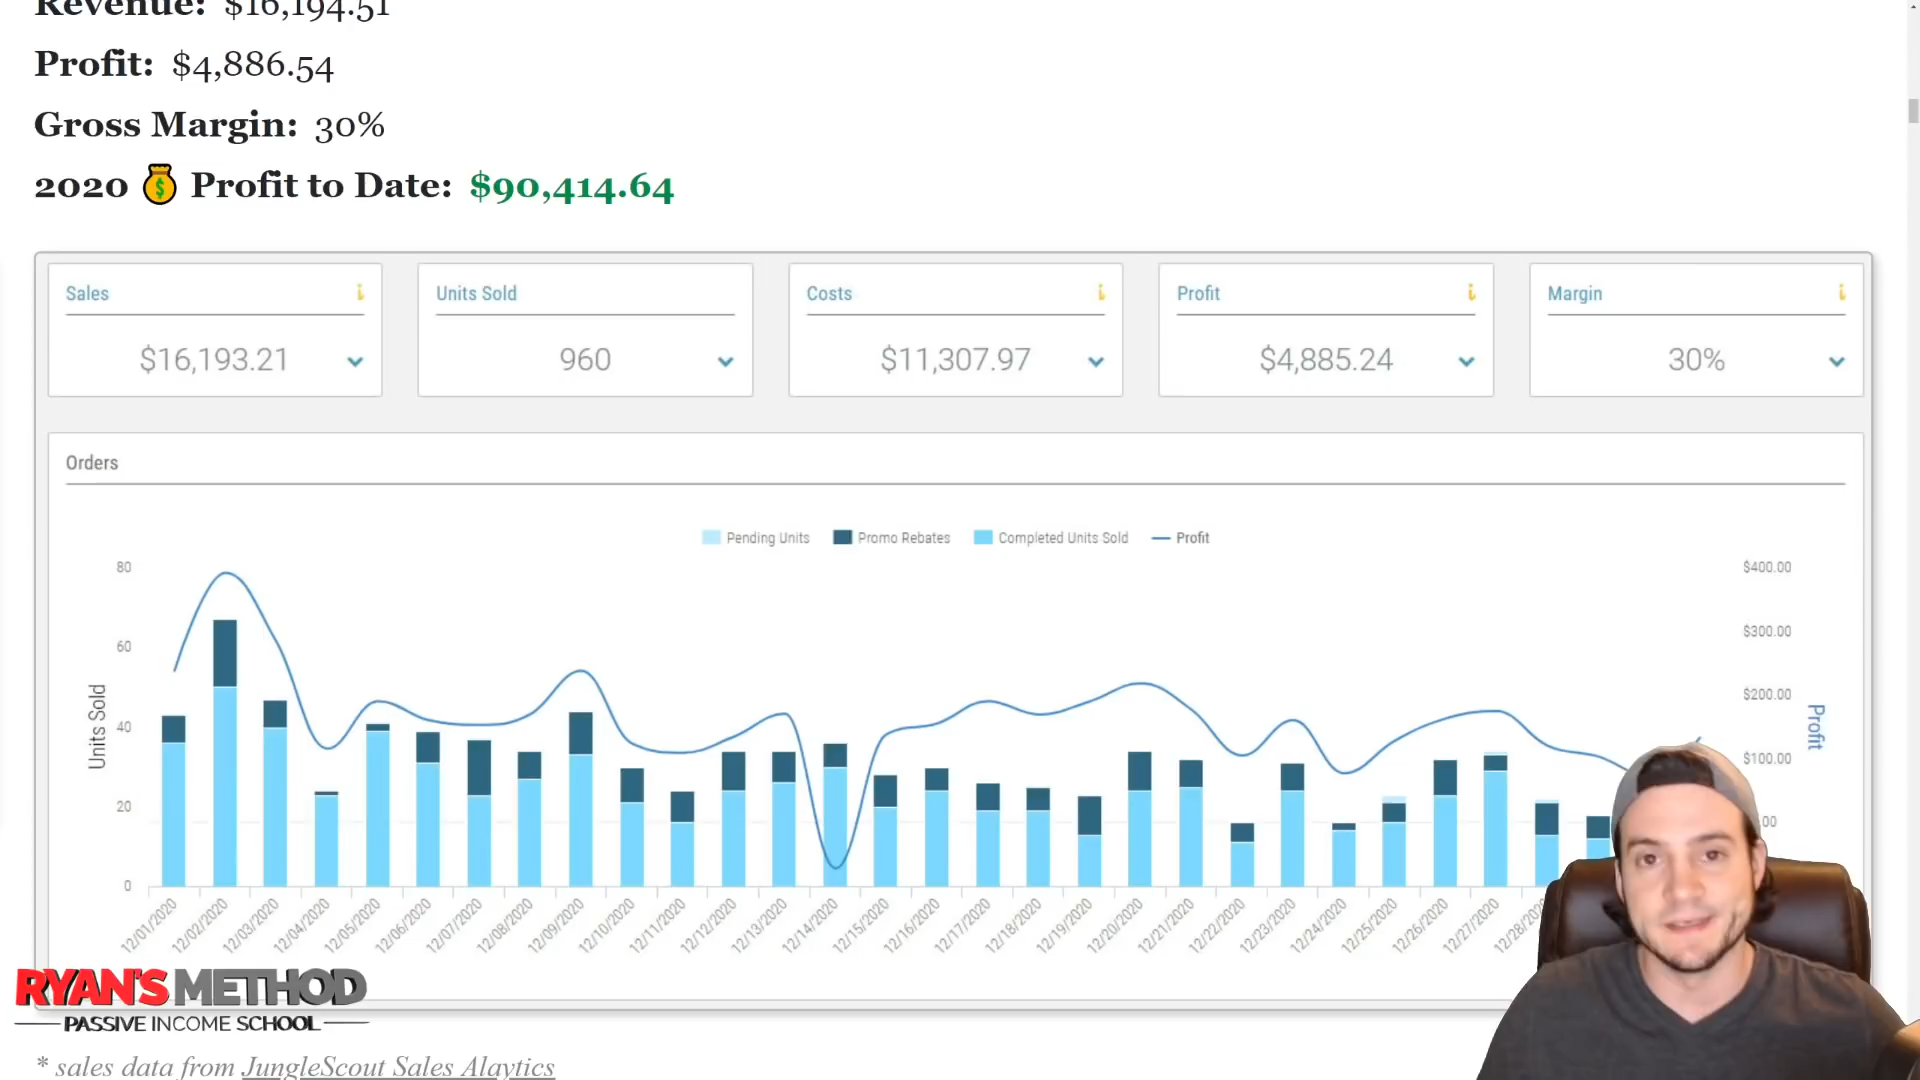 Revenue: $16,194.51
Profit: $4,886.54
Gross Margin: 30%
2020 Profit to Date: $90,414.64
Sales i Units Sold Costs i Profit i Margin i
$16,193.21 960 $11,307.97 $4,885.24 30%
Orders
Pending Units Promo Rebates Completed Units Sold Profit
80 $400.00
60 $300.00
$200.00
40
$100.00
20
.00
0
Units Sold
Profit
12/01/2020 12/02/2020 12/03/2020 12/04/2020 12/05/2020 12/06/2020 12/07/2020 12/08/2020 12/09/2020 12/10/2020 12/11/2020 12/12/2020 12/13/2020 12/14/2020 12/15/2020 12/16/2020 12/17/2020 12/18/2020 12/19/2020 12/20/2020 12/21/2020 12/22/2020 12/23/2020 12/24/2020 12/25/2020 12/26/2020 12/27/2020 12/28/202
RYAN'S METHOD
PASSIVE INCOME SCHOOL
* sales data from JungleScout Sales Alaytics